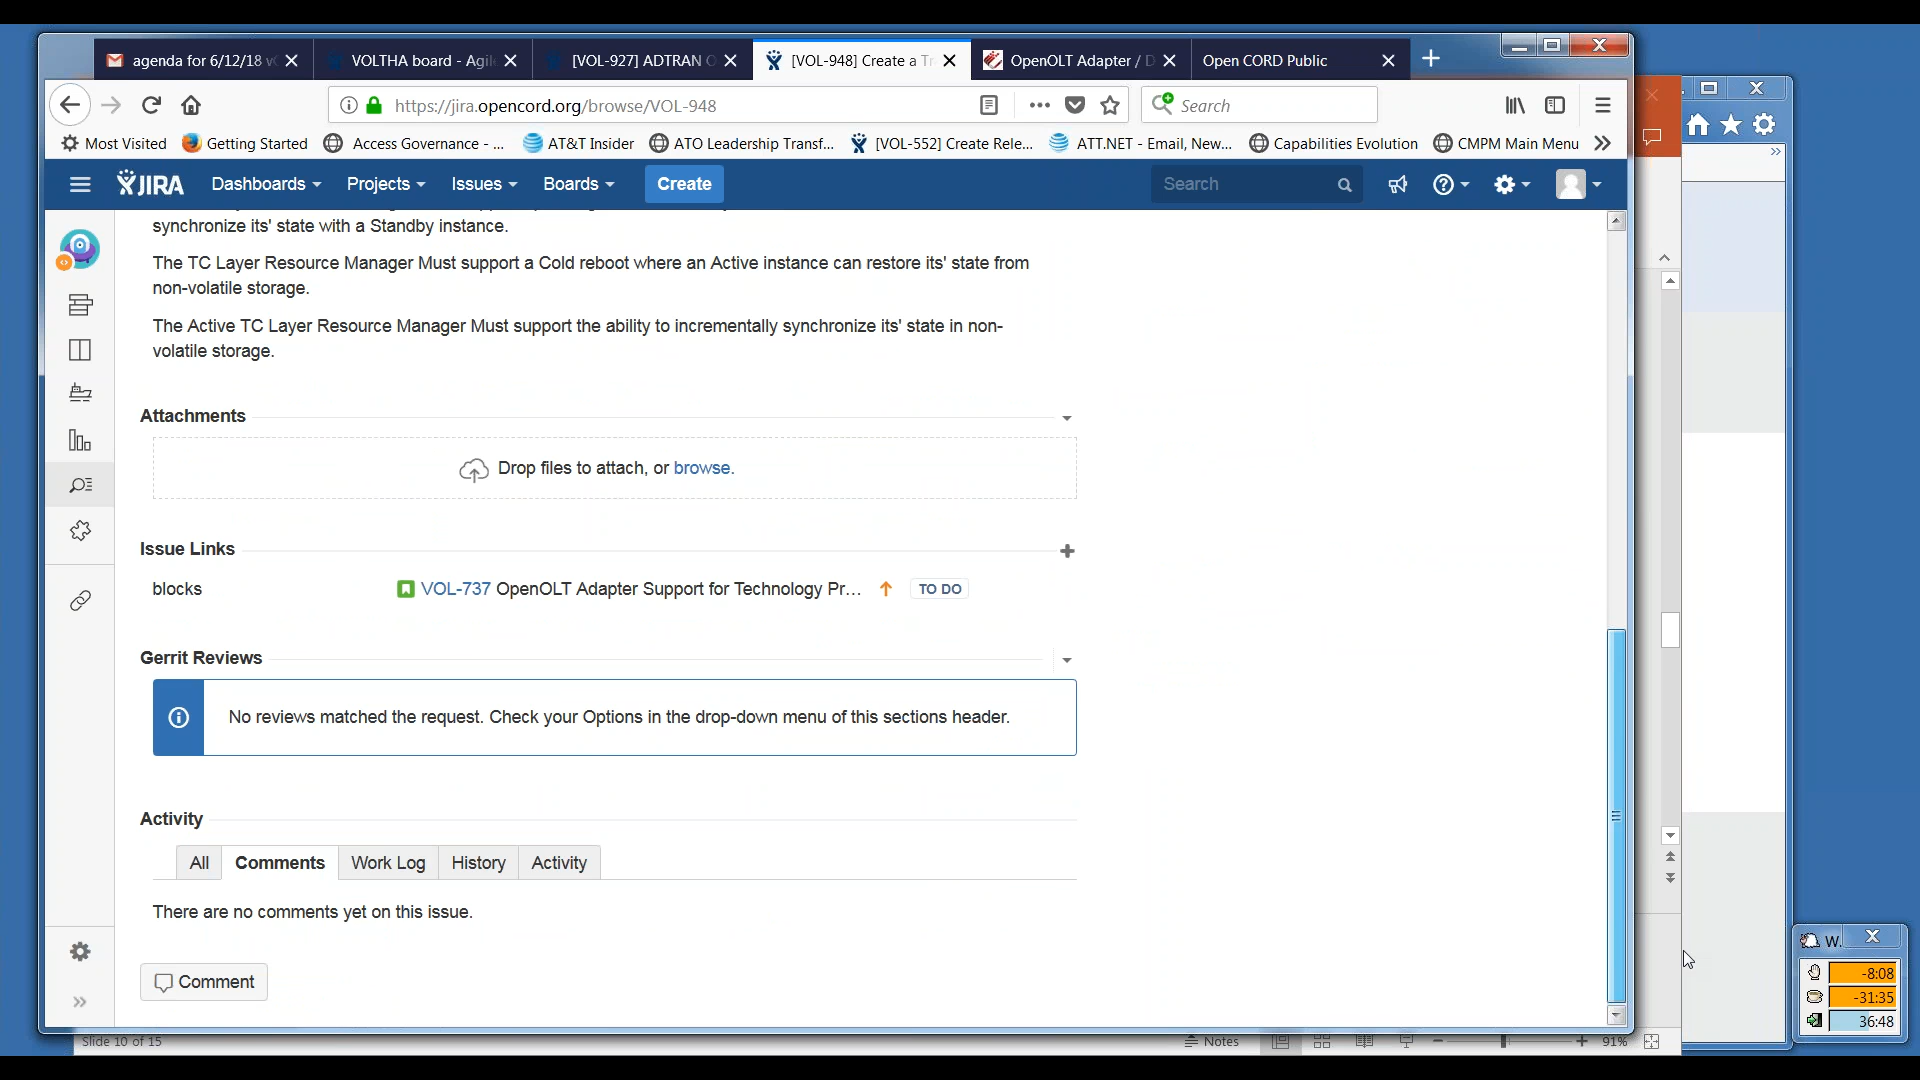 agenda for 6/12/18 v
VOLTHA board - Agil
[VOL-927] ADTRAN O
[VOL-948] Create a Tr
OpenOLT Adapter / D
Open CORD Public
https://jira.opencord.org/browse/VOL-948
Search
Most Visited
Getting Started
Access Governance - ...
AT&T Insider
ATO Leadership Transf...
[VOL-552] Create Rele...
ATT.NET - Email, New...
Capabilities Evolution
CMPM Main Menu
JIRA
Dashboards
Projects
Issues
Boards
Create
Search
synchronize its' state with a Standby instance.
The TC Layer Resource Manager Must support a Cold reboot where an Active instance can restore its' state from
non-volatile storage.
The Active TC Layer Resource Manager Must support the ability to incrementally synchronize its' state in non-
volatile storage.
Attachments
Drop files to attach, or browse.
Issue Links
blocks
VOL-737 OpenOLT Adapter Support for Technology Pr...
TO DO
Gerrit Reviews
No reviews matched the request. Check your Options in the drop-down menu of this sections header.
Activity
All
Comments
Work Log
History
Activity
There are no comments yet on this issue.
Comment
W.
-8:08
-31:35
36:48
Slide 10 of 15
Notes
91%